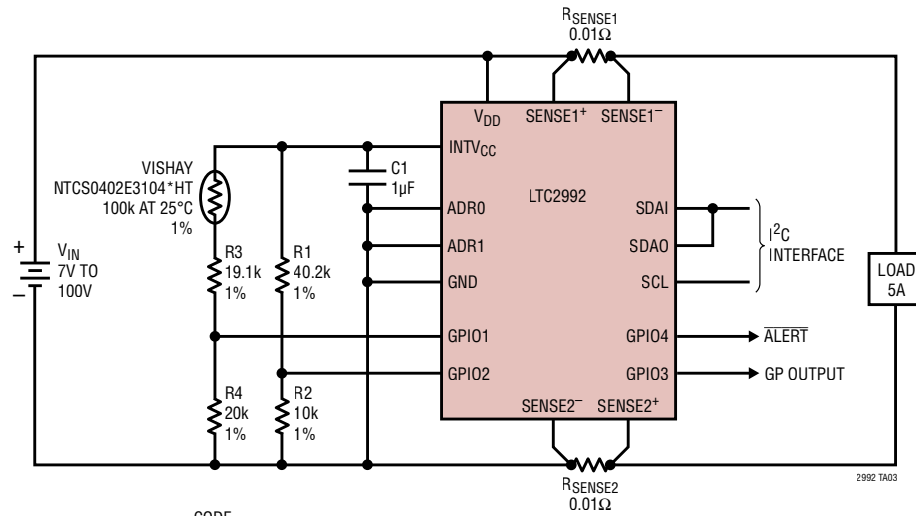 RSENSE1
0.01Ω
VDD
SENSE1+
SENSE1–
INTVCC
VISHAY
NTCS0402E3104*HT
100k AT 25°C
1%
C1
1µF
LTC2992
ADR0
SDAI
I2C
INTERFACE
+
VIN
7V TO
100V
–
R3
19.1k
1%
R1
40.2k
1%
ADR1
SDAO
GND
SCL
LOAD
5A
GPIO1
GPIO4
ALERT
GPIO2
GPIO3
GP OUTPUT
R4
20k
1%
R2
10k
1%
SENSE2–
SENSE2+
RSENSE2
0.01Ω
2992 TA03
CODE